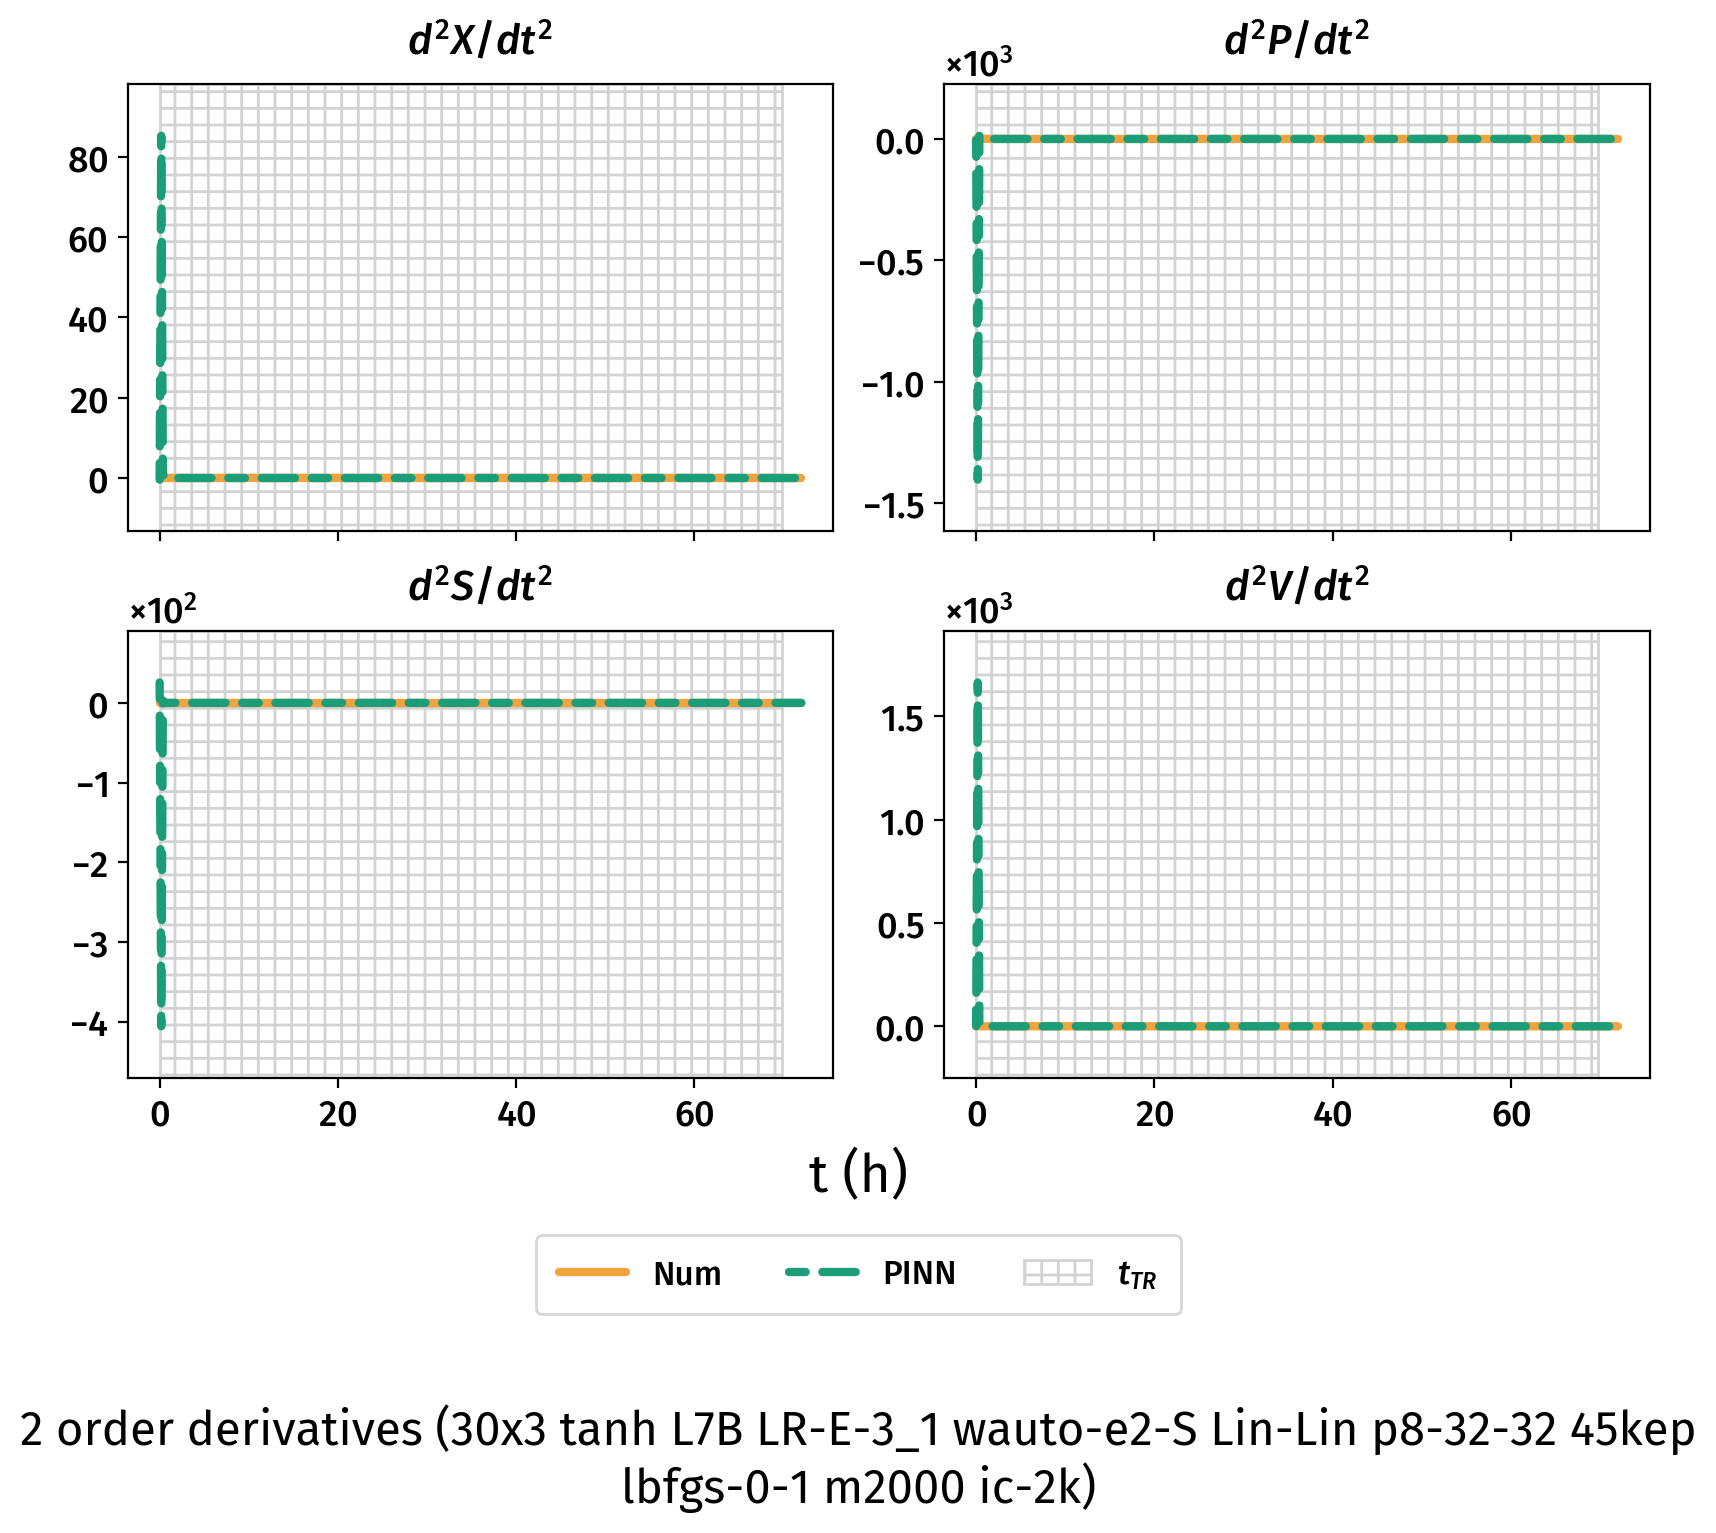 d²X/dt²
80
60
40
20
0
d²P/dt²
×10³
0.0
−0.5
−1.0
−1.5
d²S/dt²
×10²
0
−1
−2
−3
−4
0 20 40 60
d²V/dt²
×10³
1.5
1.0
0.5
0.0
0 20 40 60
t (h)
Num PINN t_TR
2 order derivatives (30x3 tanh L7B LR-E-3_1 wauto-e2-S Lin-Lin p8-32-32 45kep
lbfgs-0-1 m2000 ic-2k)